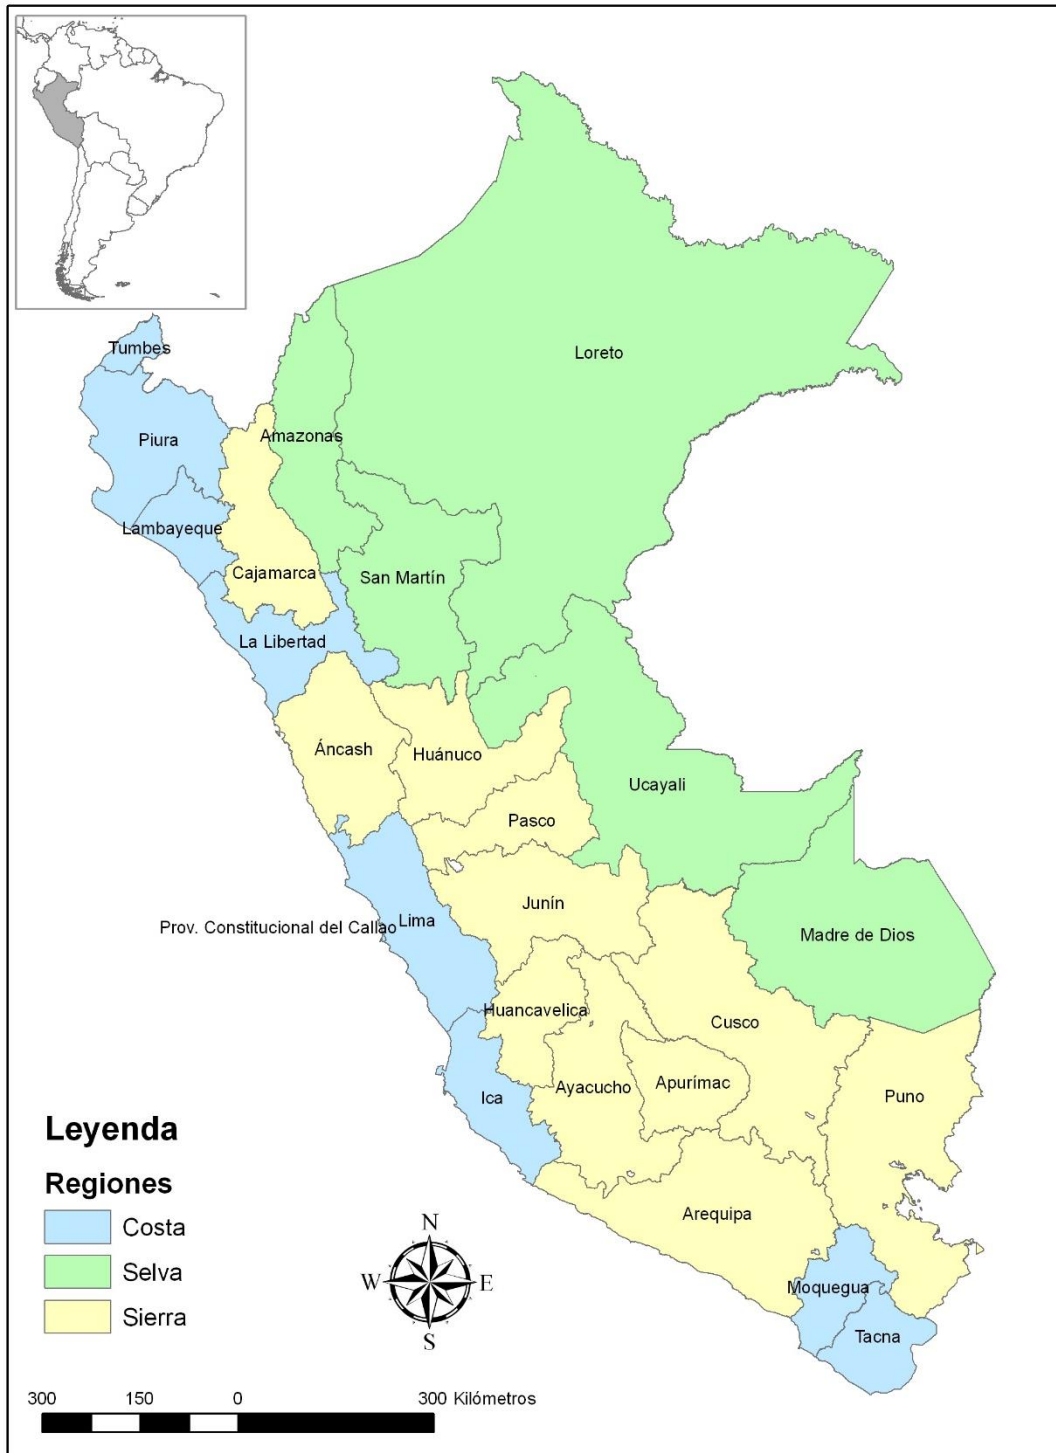 Tumbes
Loreto
Piura
Amazonas
Lambayeque
Cajamarca
San Martín
La Libertad
Áncash
Huánuco
Ucayali
Pasco
Junín
Prov. Constitucional del Callao
Lima
Madre de Dios
Huancavelica
Cusco
Ayacucho
Apurímac
Ica
Puno
Arequipa
Moquegua
Tacna
Leyenda
Regiones
Costa
Selva
Sierra
N
W
E
S
300 150 0 300 Kilómetros